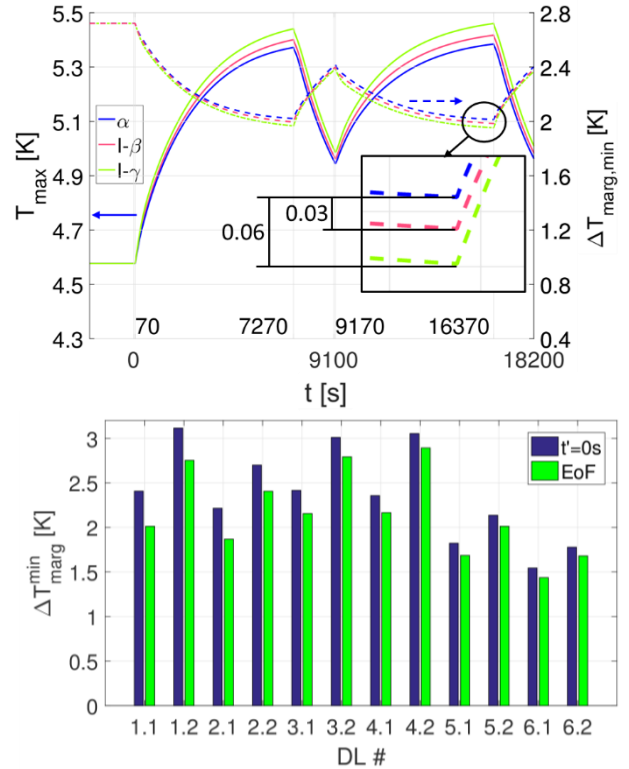 5.5
5.3
5.1
4.9
4.7
4.5
4.3
T_max [K]
α
I-β
I-γ
2.8
2.4
2
1.6
1.2
0.8
0.4
ΔT_marg,min [K]
0.03
0.06
70 7270 9170 16370
0 9100 18200
t [s]
3
2.5
2
1.5
1
0.5
0
ΔT_marg^min [K]
t'=0s
EoF
1.1 1.2 2.1 2.2 3.1 3.2 4.1 4.2 5.1 5.2 6.1 6.2
DL #